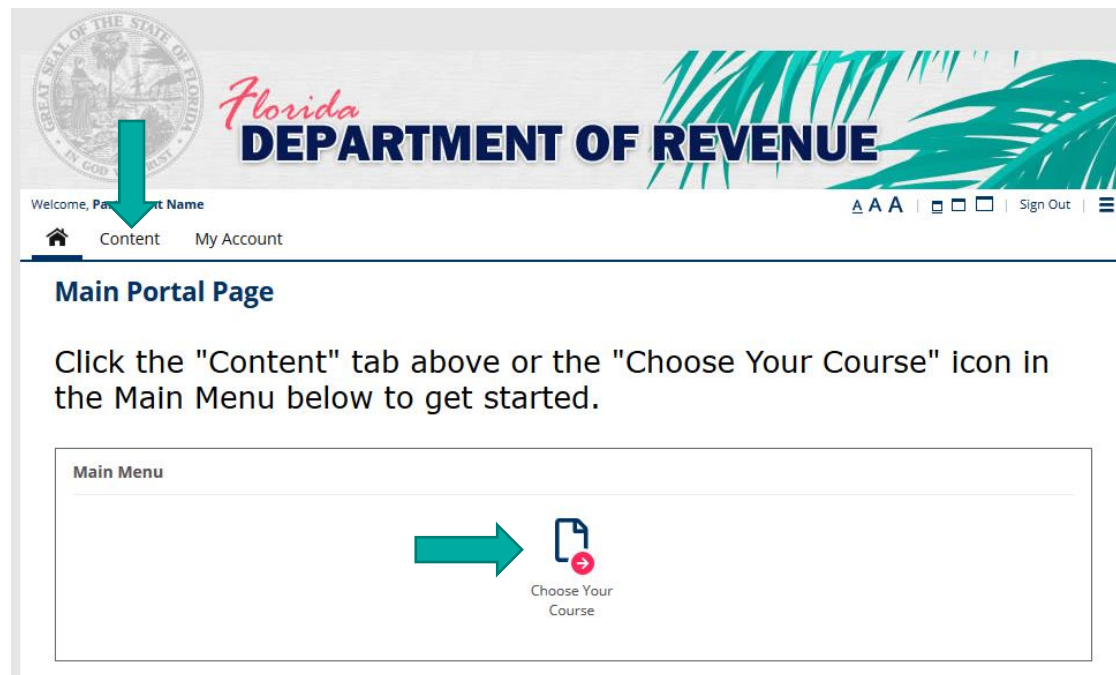 GREAT SEAL OF THE STATE OF FLORIDA
IN GOD TRUST
Florida
DEPARTMENT OF REVENUE
Welcome, Name
A A A | | Sign Out |
Content My Account
Main Portal Page
Click the "Content" tab above or the "Choose Your Course" icon in
the Main Menu below to get started.
Main Menu
Choose Your
Course